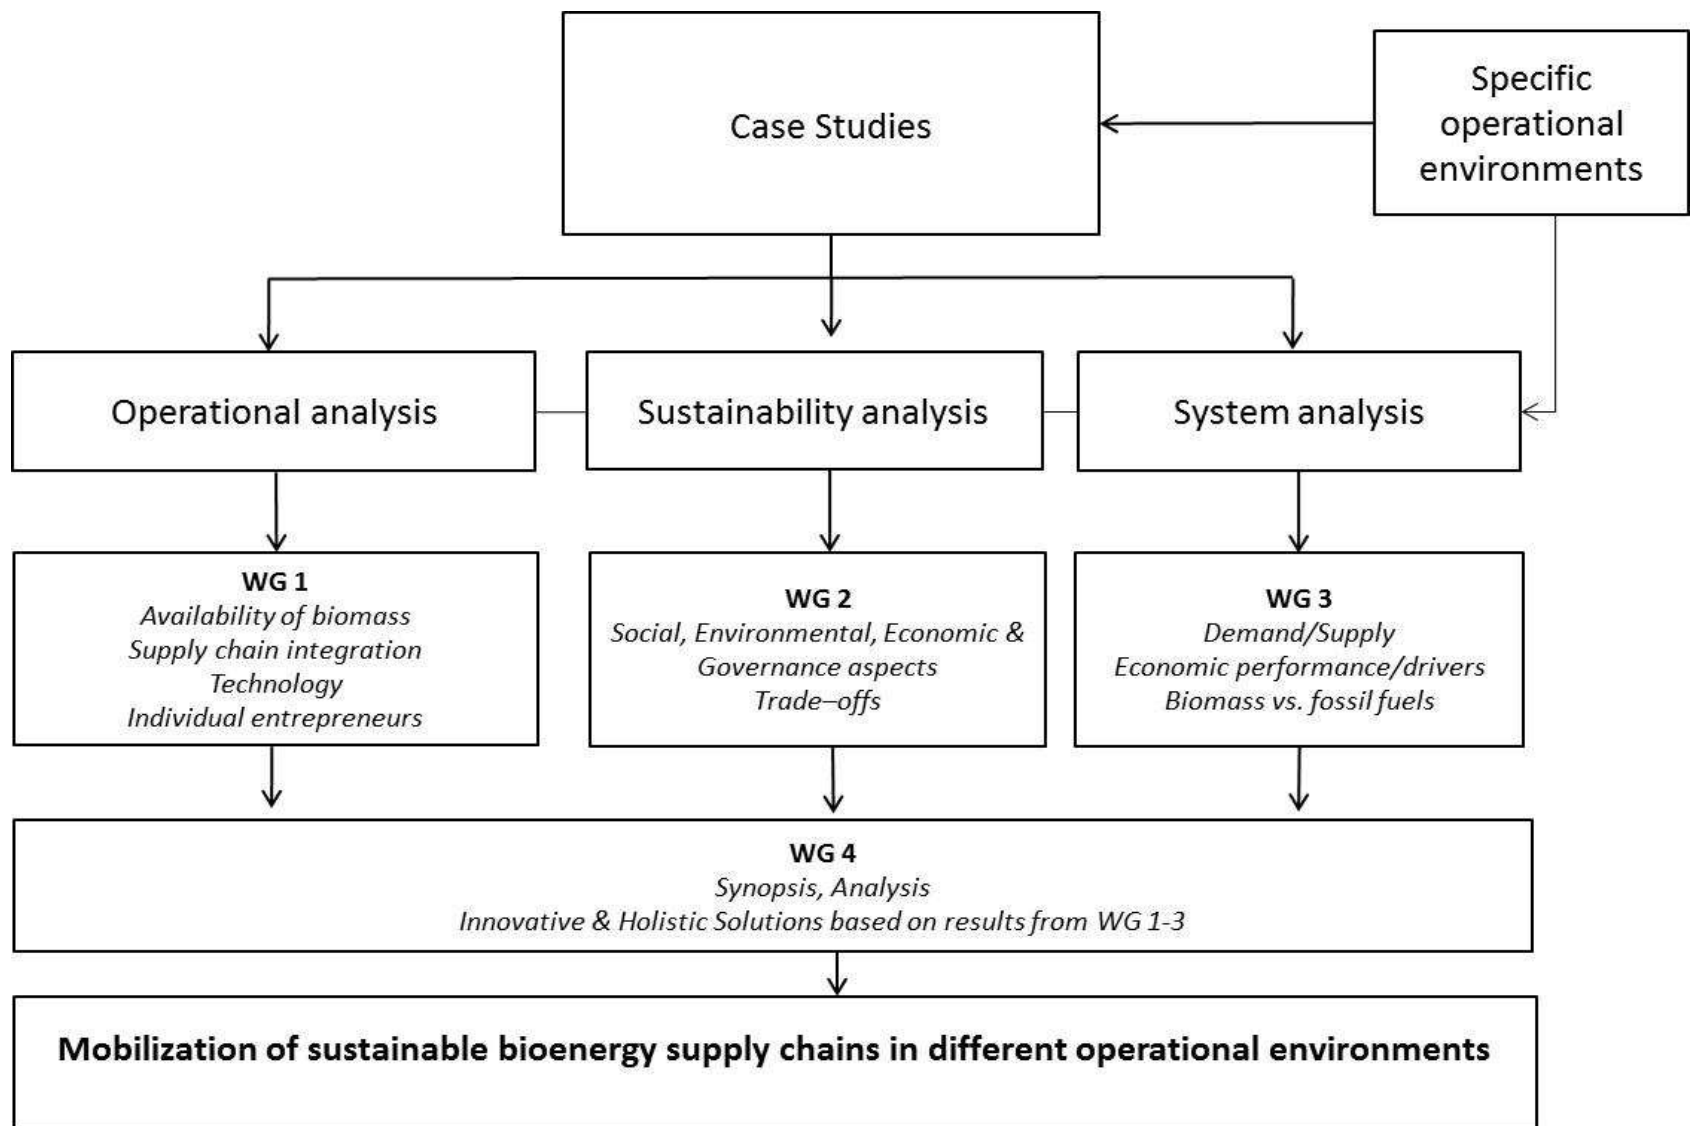 Case Studies
Specific
operational
environments
Operational analysis
Sustainability analysis
System analysis
WG 1
Availability of biomass
Supply chain integration
Technology
Individual entrepreneurs
WG 2
Social, Environmental, Economic &
Governance aspects
Trade–offs
WG 3
Demand/Supply
Economic performance/drivers
Biomass vs. fossil fuels
WG 4
Synopsis, Analysis
Innovative & Holistic Solutions based on results from WG 1-3
Mobilization of sustainable bioenergy supply chains in different operational environments